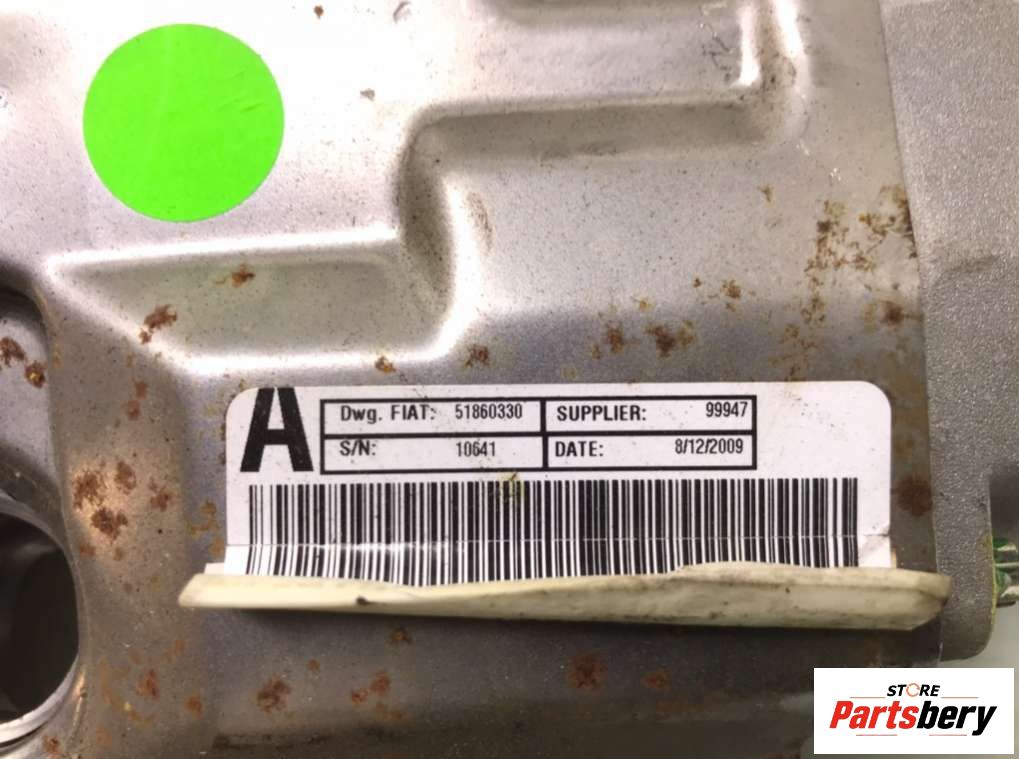 A
Dwg. FIAT: 51860330 SUPPLIER: 99947
S/N: 10641 DATE: 8/12/2009
STORE
Partsbery